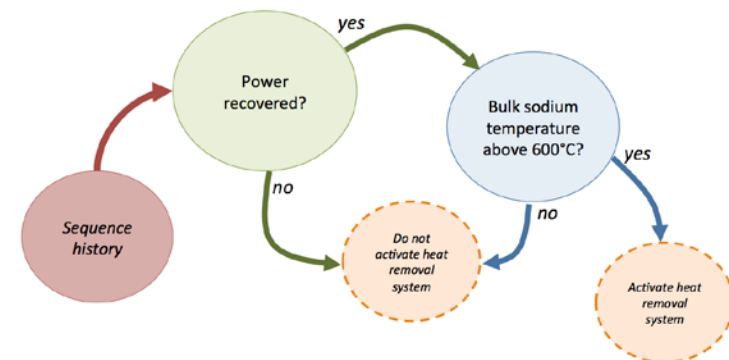 yes
Power
recovered?
Bulk sodium
temperature
above 600°C?
yes
no
no
Sequence
history
Do not
activate heat
removal
system
Activate heat
removal
system